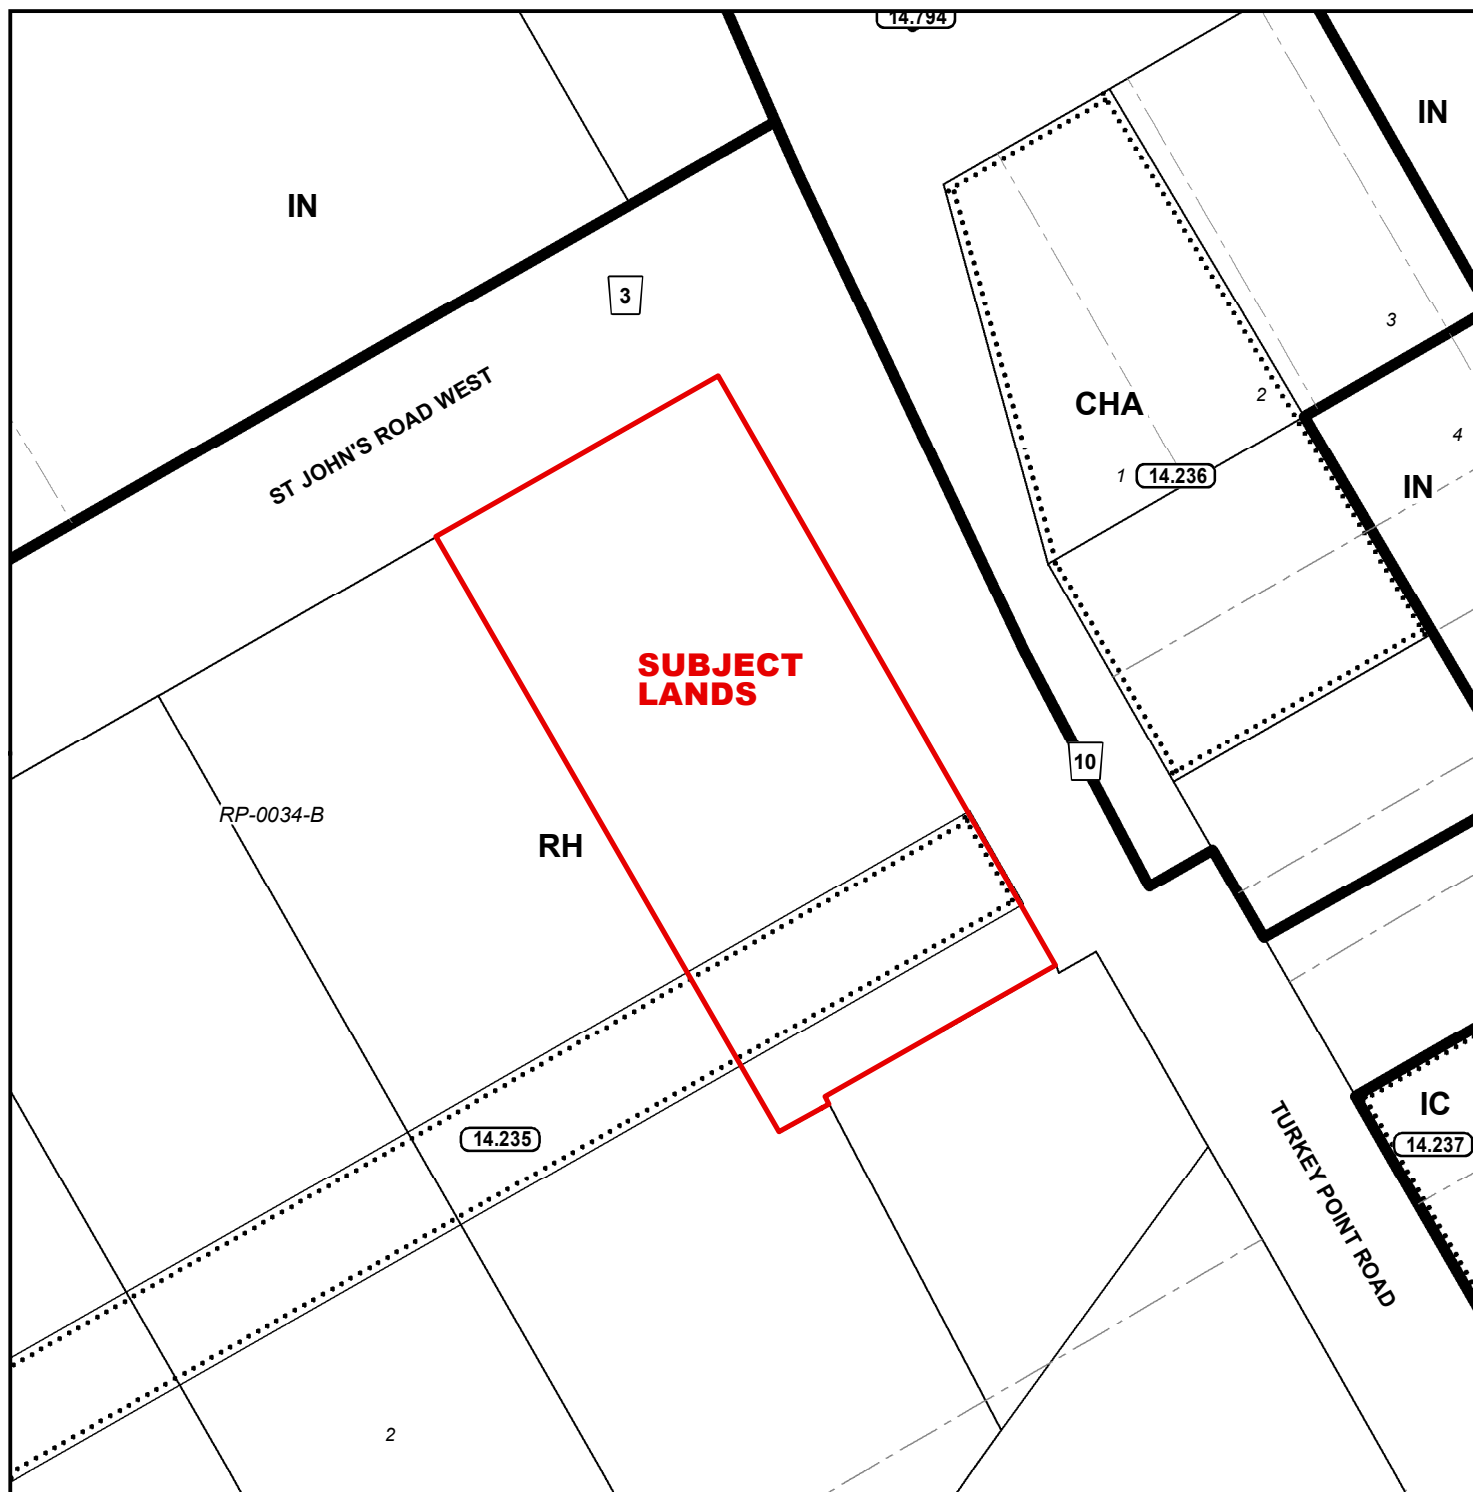 14.794
IN
IN
3
3
ST JOHN'S ROAD WEST
CHA
2
4
1
14.236
IN
SUBJECT
LANDS
10
RP-0034-B
RH
IC
14.235
14.237
TURKEY POINT ROAD
2